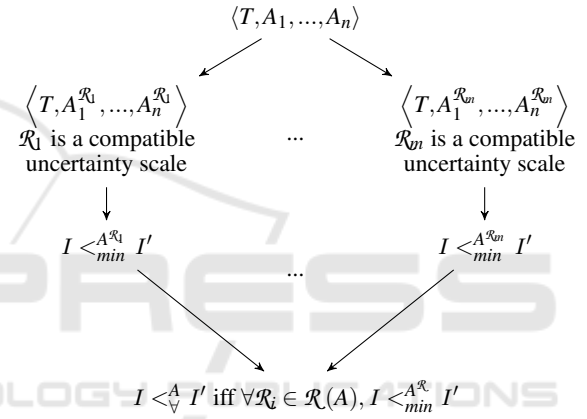 ⟨T, A₁, ..., Aₙ⟩
⟨T, A₁^ℛ₁, ..., Aₙ^ℛ₁⟩ ⟨T, A₁^ℛₘ, ..., Aₙ^ℛₘ⟩
ℛ₁ is a compatible ... ℛₘ is a compatible
uncertainty scale uncertainty scale
I <_{min}^{A^ℛ₁} I′ I <_{min}^{A^ℛₘ} I′
...
I <_∀^A I′ iff ∀ℛᵢ ∈ ℛ(A), I <_{min}^{A^ℛ} I′
PRESS